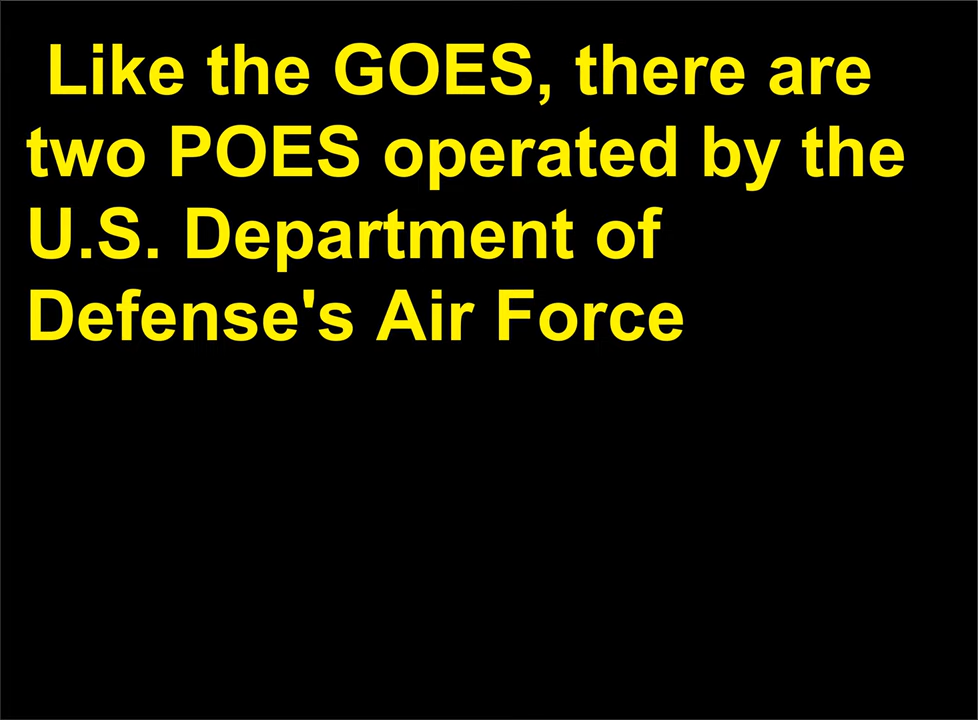 Like the GOES, there are
two POES operated by the
U.S. Department of
Defense's Air Force